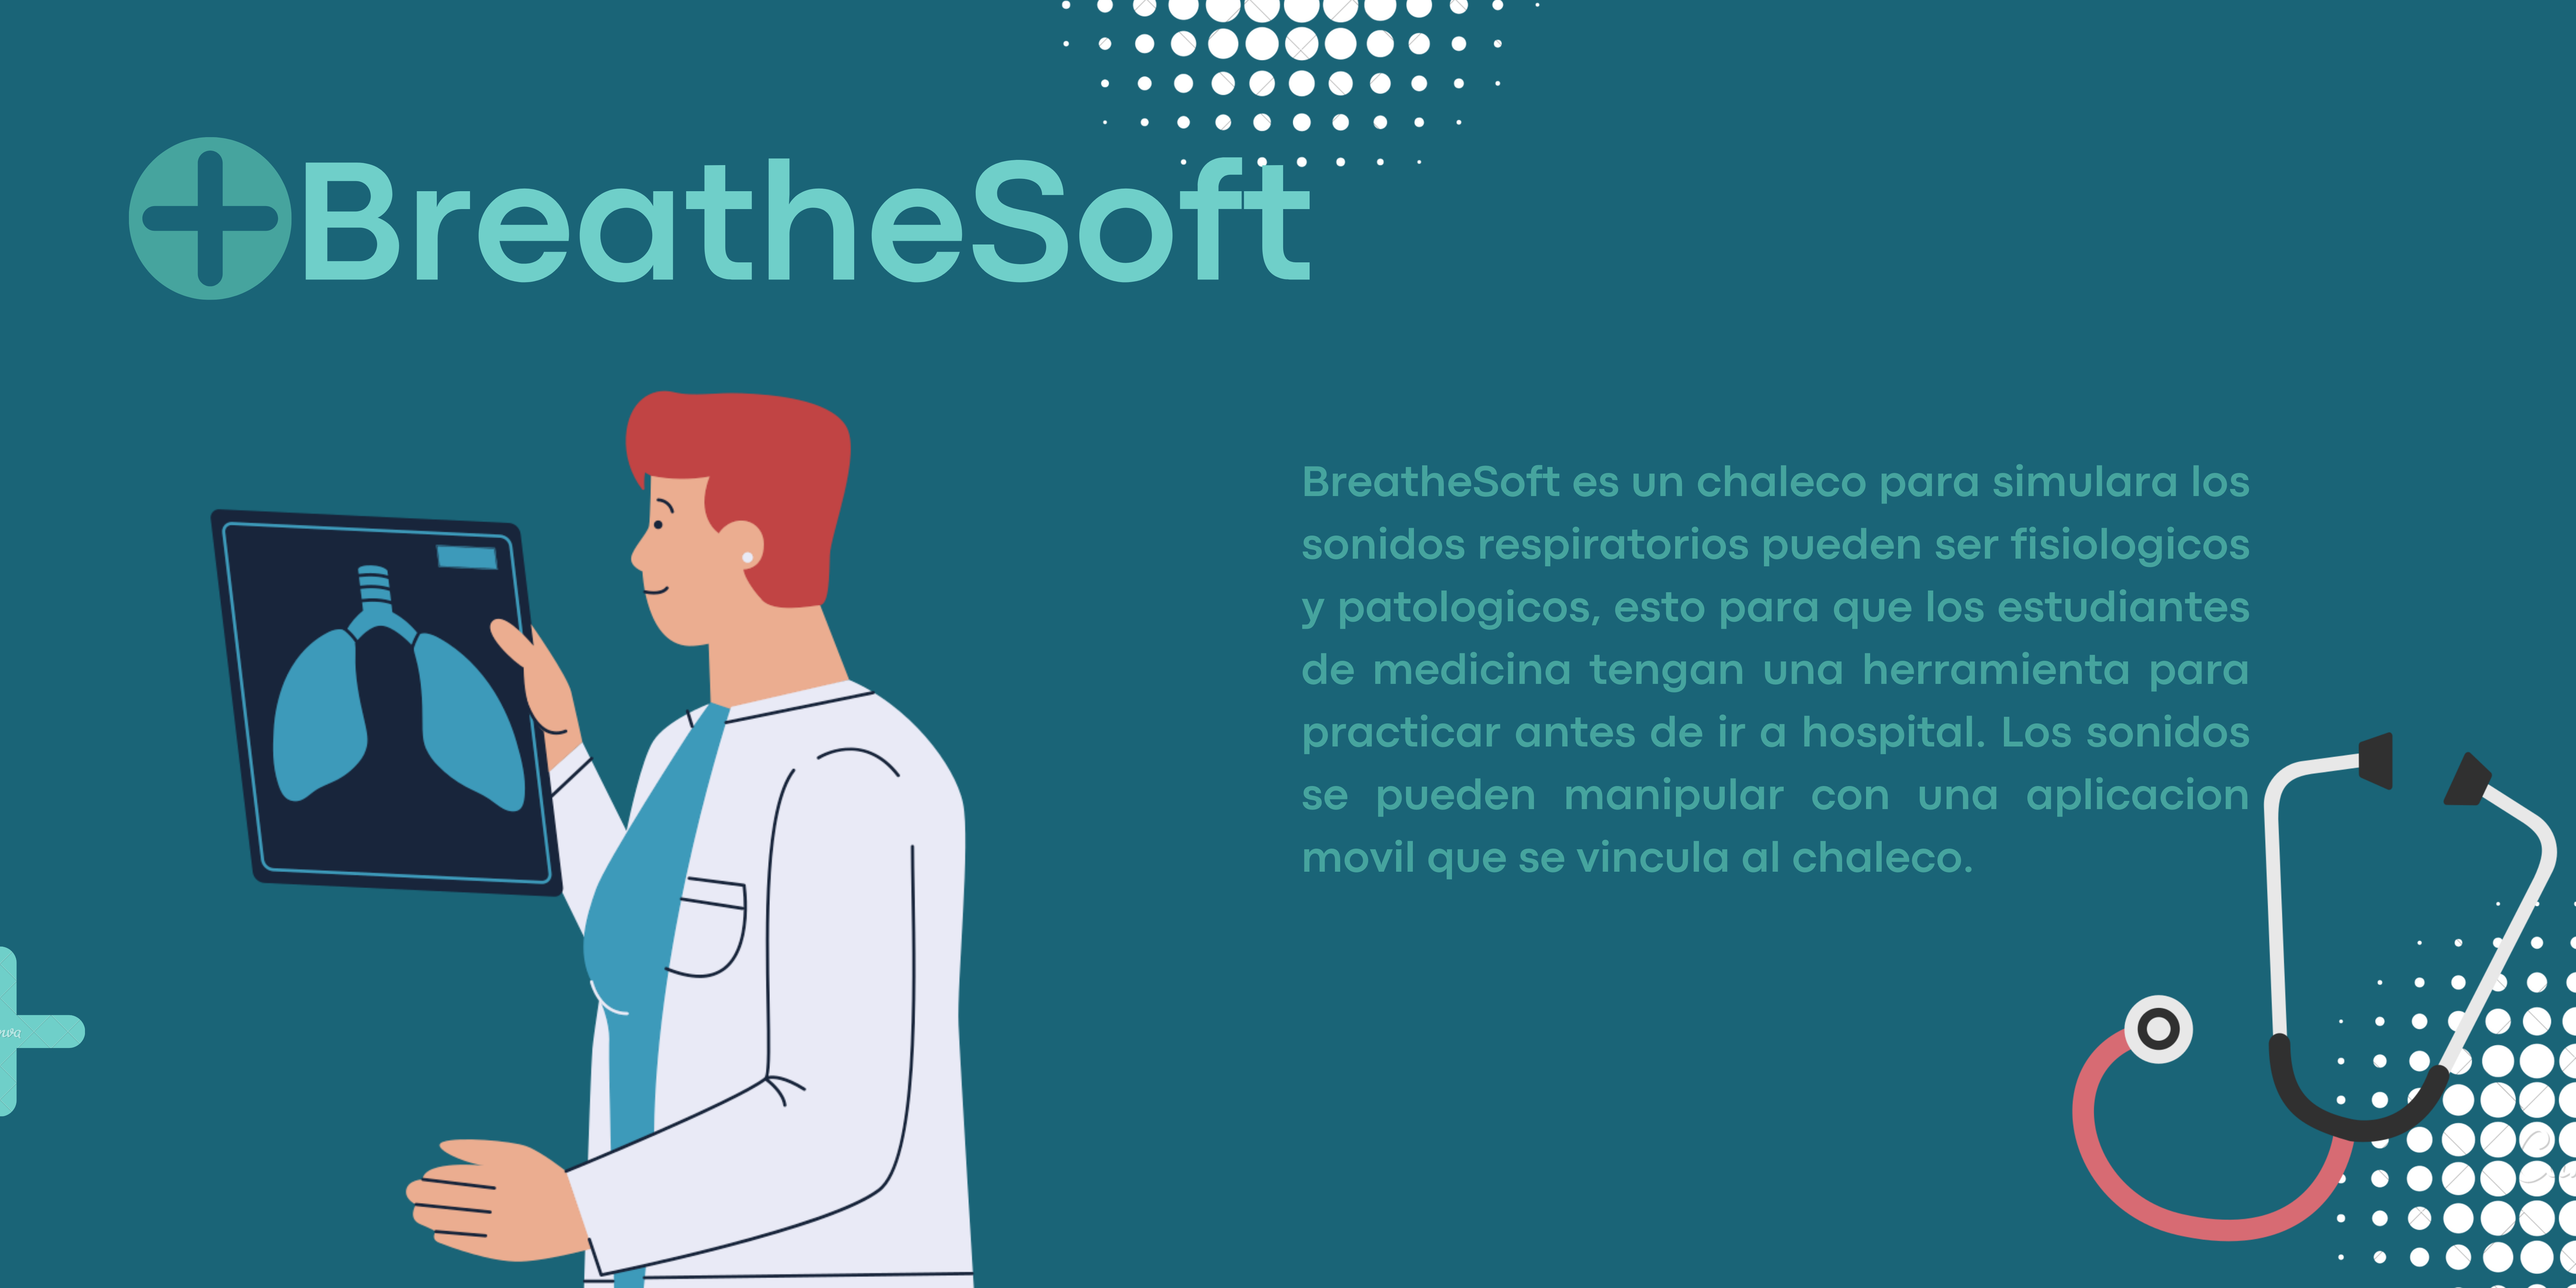 BreatheSoft
BreatheSoft es un chaleco para simulara los
sonidos respiratorios pueden ser fisiologicos
y patologicos, esto para que los estudiantes
de medicina tengan una herramienta para
practicar antes de ir a hospital. Los sonidos
se pueden manipular con una aplicacion
movil que se vincula al chaleco.